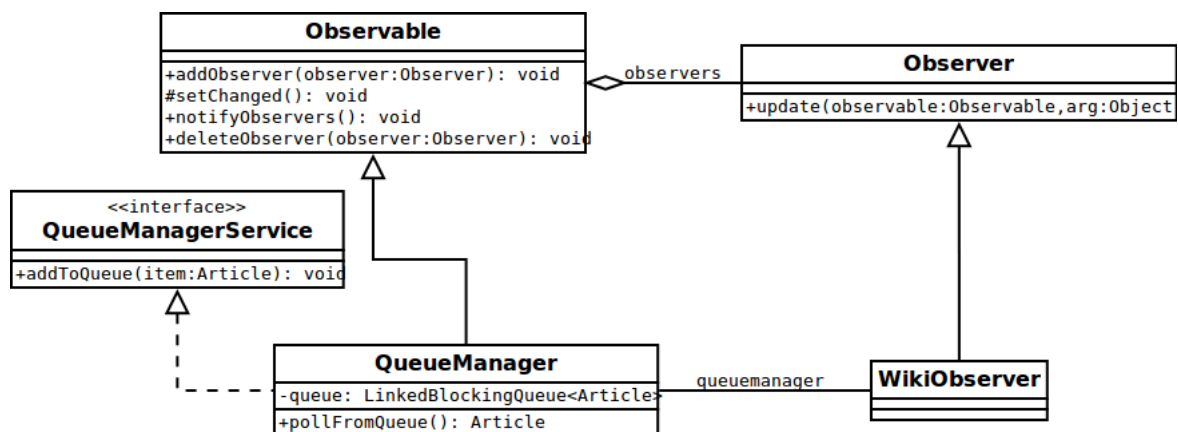 Observable
+addObserver(observer:Observer): void
#setChanged(): void
+notifyObservers(): void
+deleteObserver(observer:Observer): void
observers
Observer
+update(observable:Observable,arg:Object
<<interface>>
QueueManagerService
+addToQueue(item:Article): void
QueueManager
-queue: LinkedBlockingQueue<Article>
+pollFromQueue(): Article
queuemanager
WikiObserver